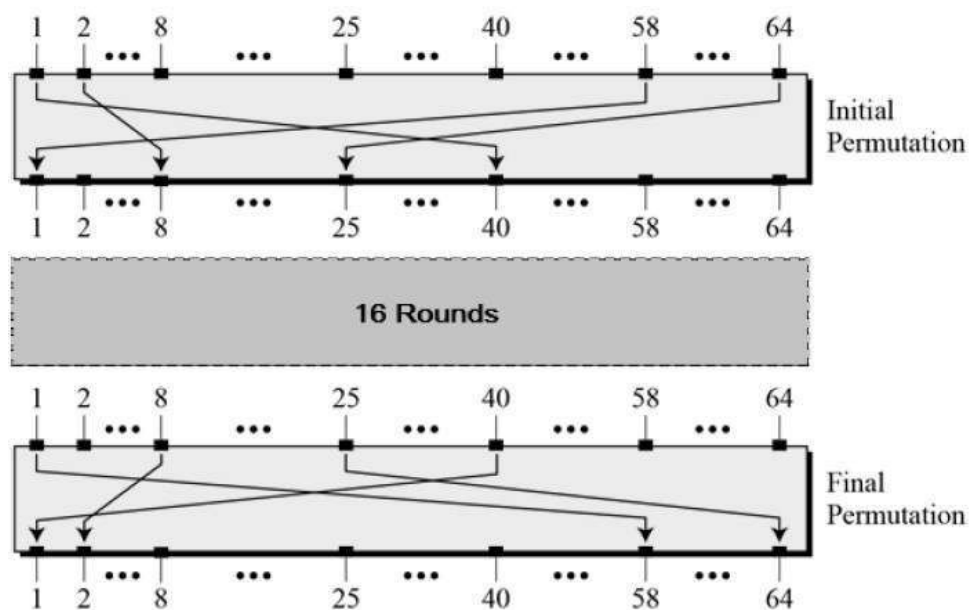 1 2 8 25 40 58 64
••• ••• ••• ••• •••
Initial
Permutation
••• ••• ••• ••• •••
1 2 8 25 40 58 64
16 Rounds
1 2 8 25 40 58 64
••• ••• ••• ••• •••
Final
Permutation
••• ••• ••• ••• •••
1 2 8 25 40 58 64